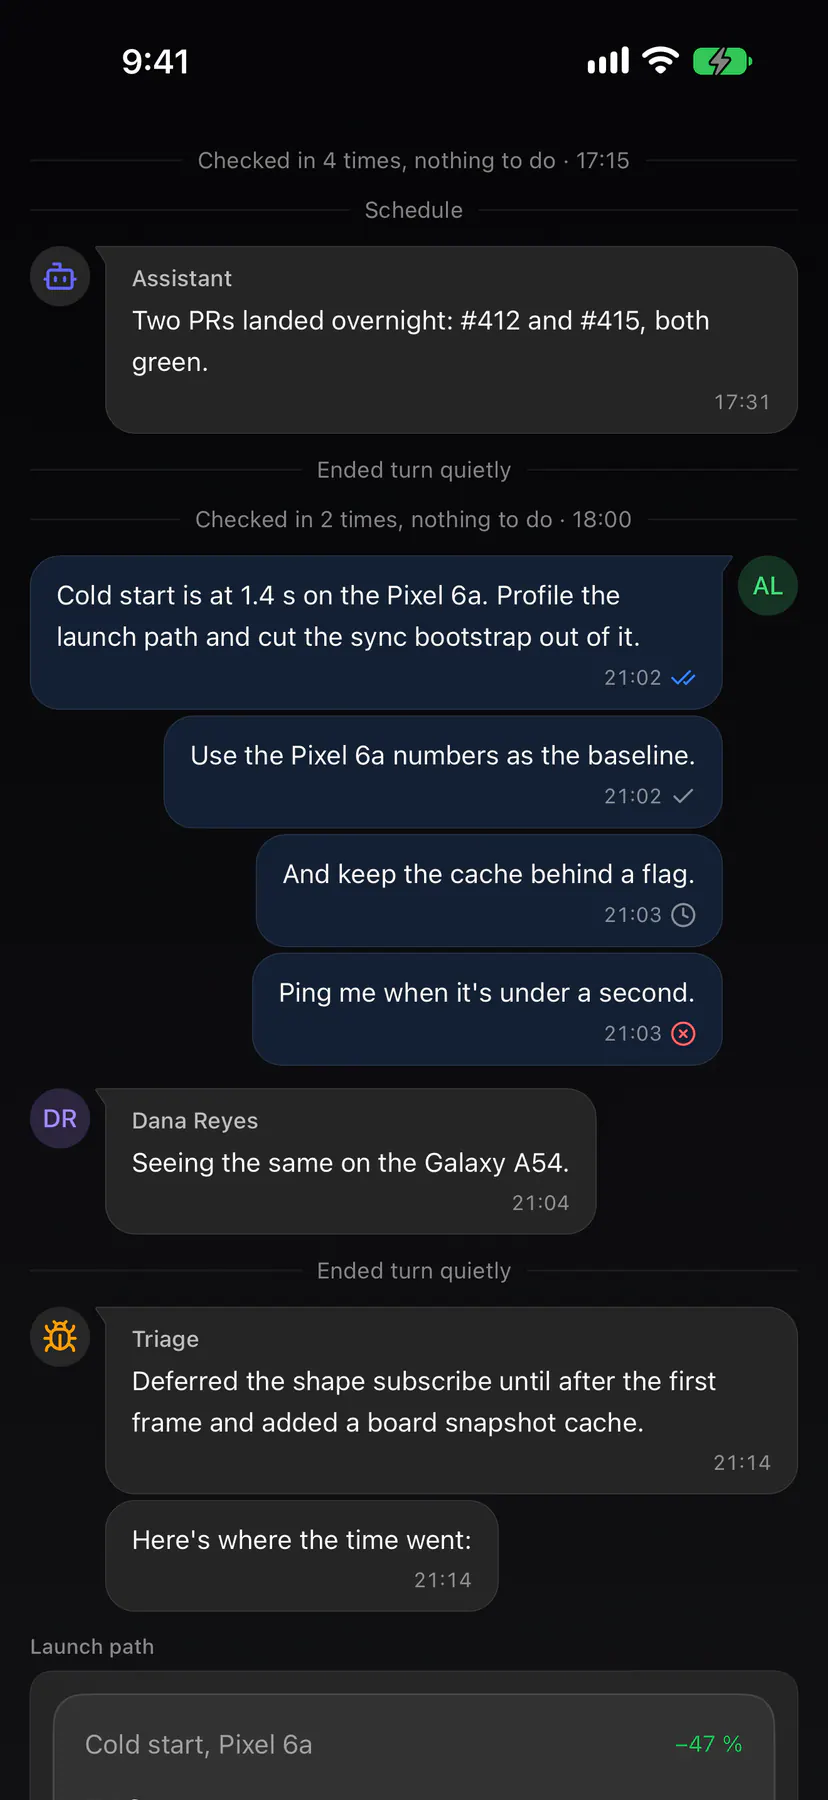 9:41
Checked in 4 times, nothing to do · 17:15
Schedule
Assistant
Two PRs landed overnight: #412 and #415, both
green.
17:31
Ended turn quietly
Checked in 2 times, nothing to do · 18:00
AL
Cold start is at 1.4 s on the Pixel 6a. Profile the
launch path and cut the sync bootstrap out of it.
21:02
Use the Pixel 6a numbers as the baseline.
21:02
And keep the cache behind a flag.
21:03
Ping me when it's under a second.
21:03
DR
Dana Reyes
Seeing the same on the Galaxy A54.
21:04
Ended turn quietly
Triage
Deferred the shape subscribe until after the first
frame and added a board snapshot cache.
21:14
Here's where the time went:
21:14
Launch path
Cold start, Pixel 6a
–47 %